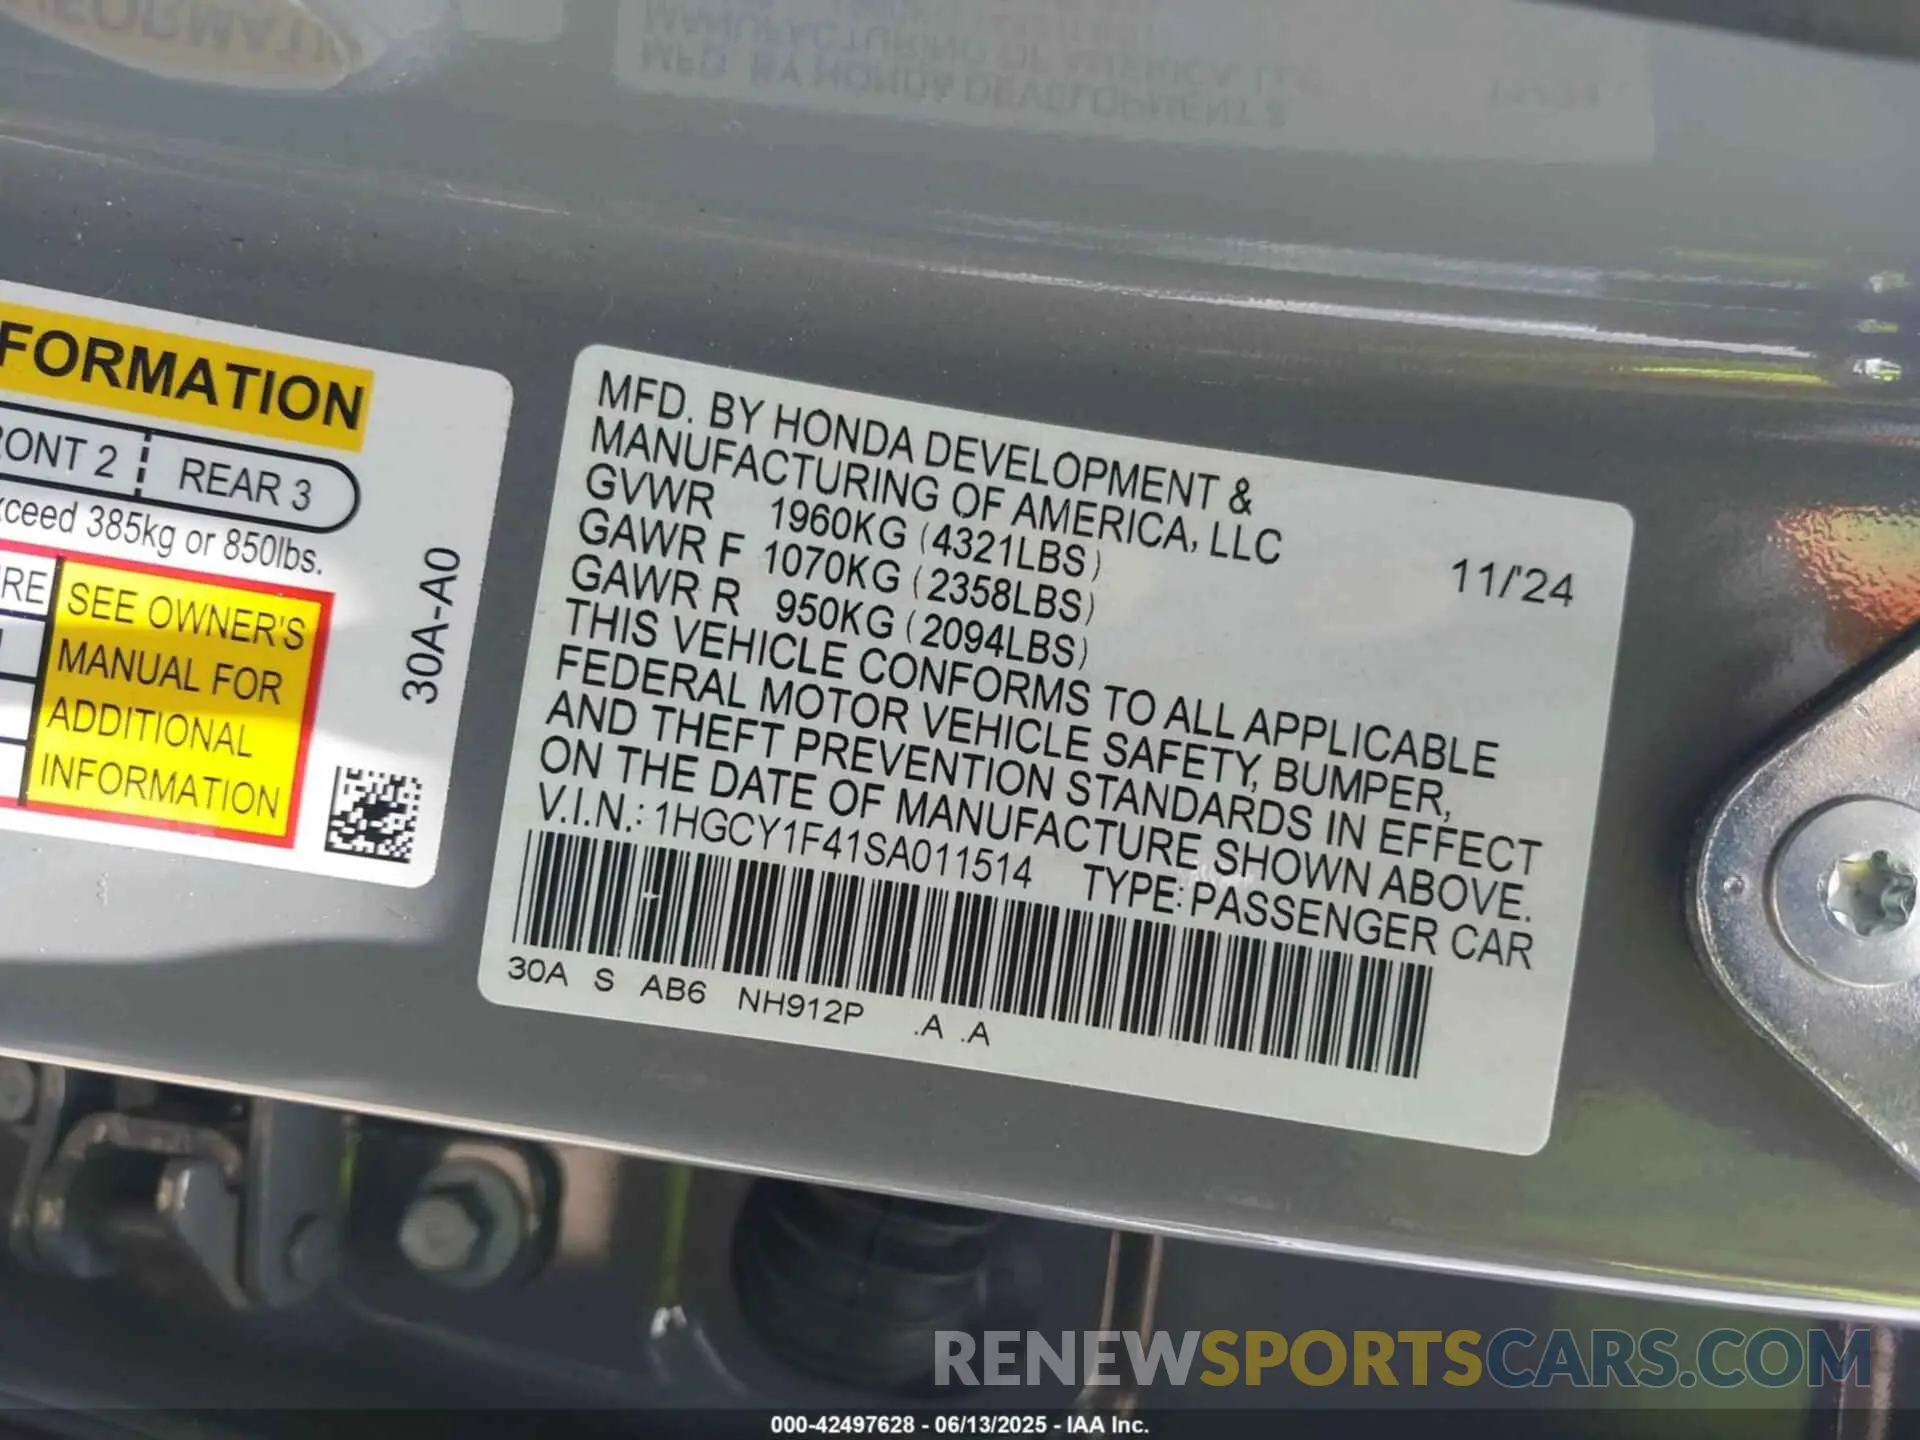 FORMATION
RONT 2 REAR 3
xceed 385kg or 850lbs.
IRE
SEE OWNER'S
MANUAL FOR
ADDITIONAL
INFORMATION
30A-A0
MFD. BY HONDA DEVELOPMENT &
MANUFACTURING OF AMERICA, LLC
11/'24
GVWR 1960KG (4321LBS)
GAWR F 1070KG (2358LBS)
GAWR R 950KG (2094LBS)
THIS VEHICLE CONFORMS TO ALL APPLICABLE
FEDERAL MOTOR VEHICLE SAFETY, BUMPER,
AND THEFT PREVENTION STANDARDS IN EFFECT
ON THE DATE OF MANUFACTURE SHOWN ABOVE.
V.I.N.: 1HGCY1F41SA011514 TYPE: PASSENGER CAR
30A S AB6 NH912P .A .A
RENEWSPORTSCARS.COM
000-42497628 - 06/13/2025 - IAA Inc.